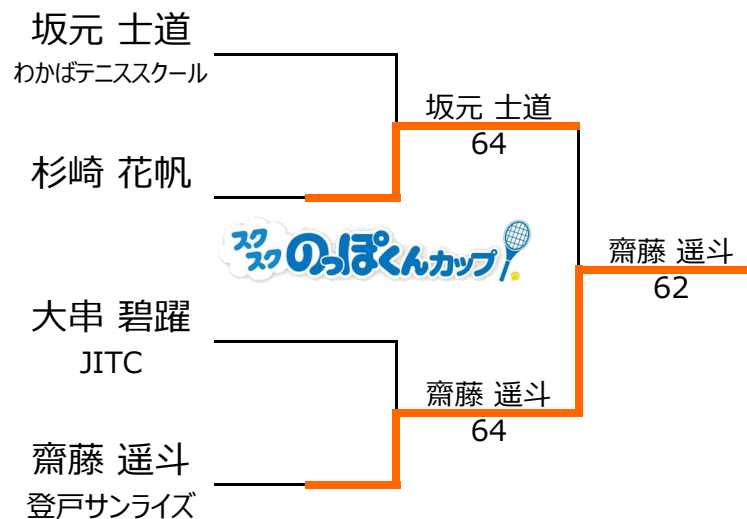 坂元 士道
わかばテニススクール
坂元 士道
64
杉崎 花帆
スク
スク のっぽくんカップ!
齋藤 遥斗
62
大串 碧躍
JITC
齋藤 遥斗
64
齋藤 遥斗
登戸サンライズ